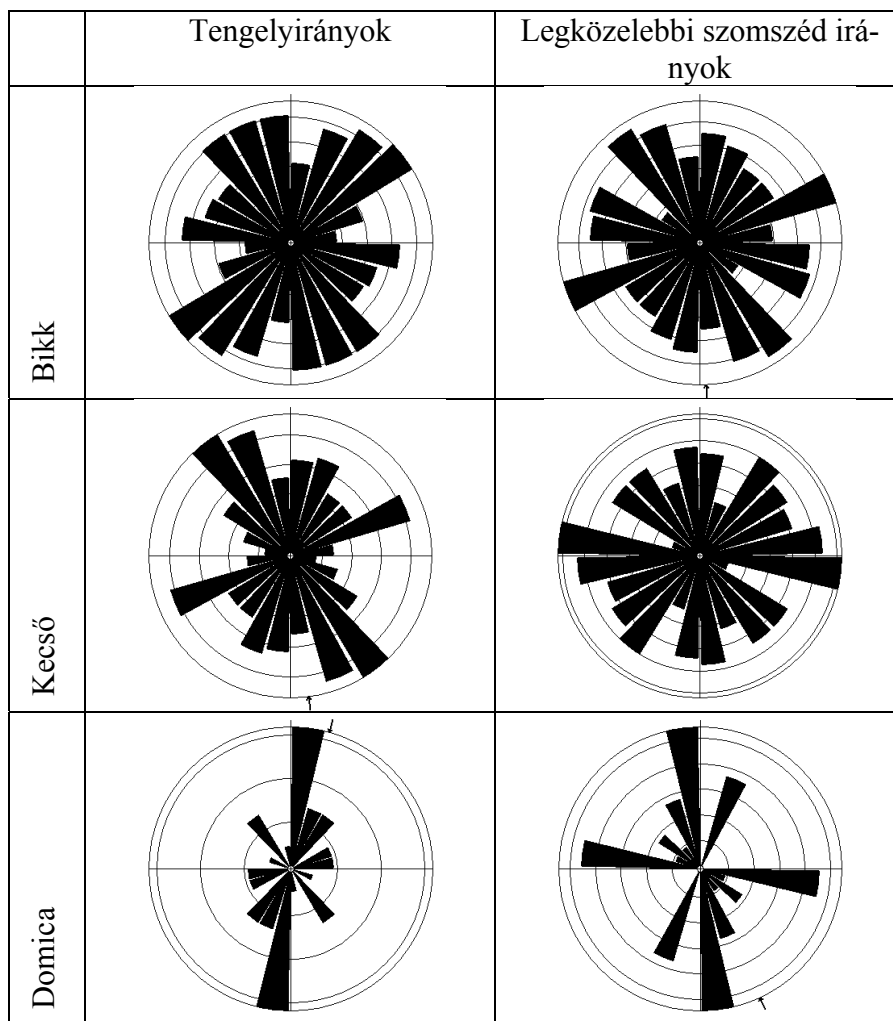 Tengelyirányok
Legközelebbi szomszéd irá-
nyok
Bikk
Kecső
Domica